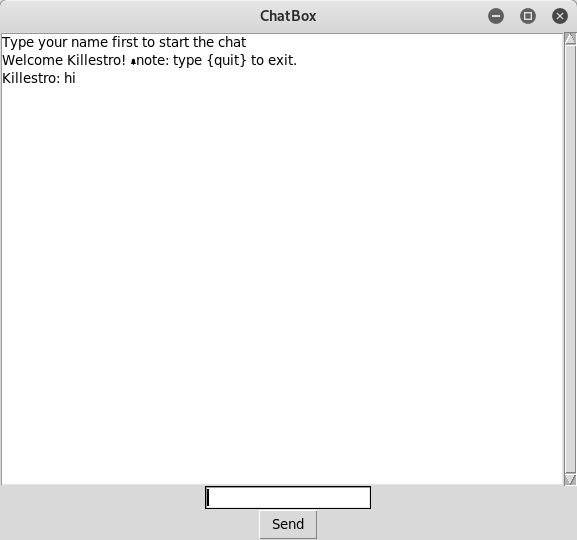 ChatBox
Type your name first to start the chat
Welcome Killestro! note: type {quit} to exit.
Killestro: hi
Send